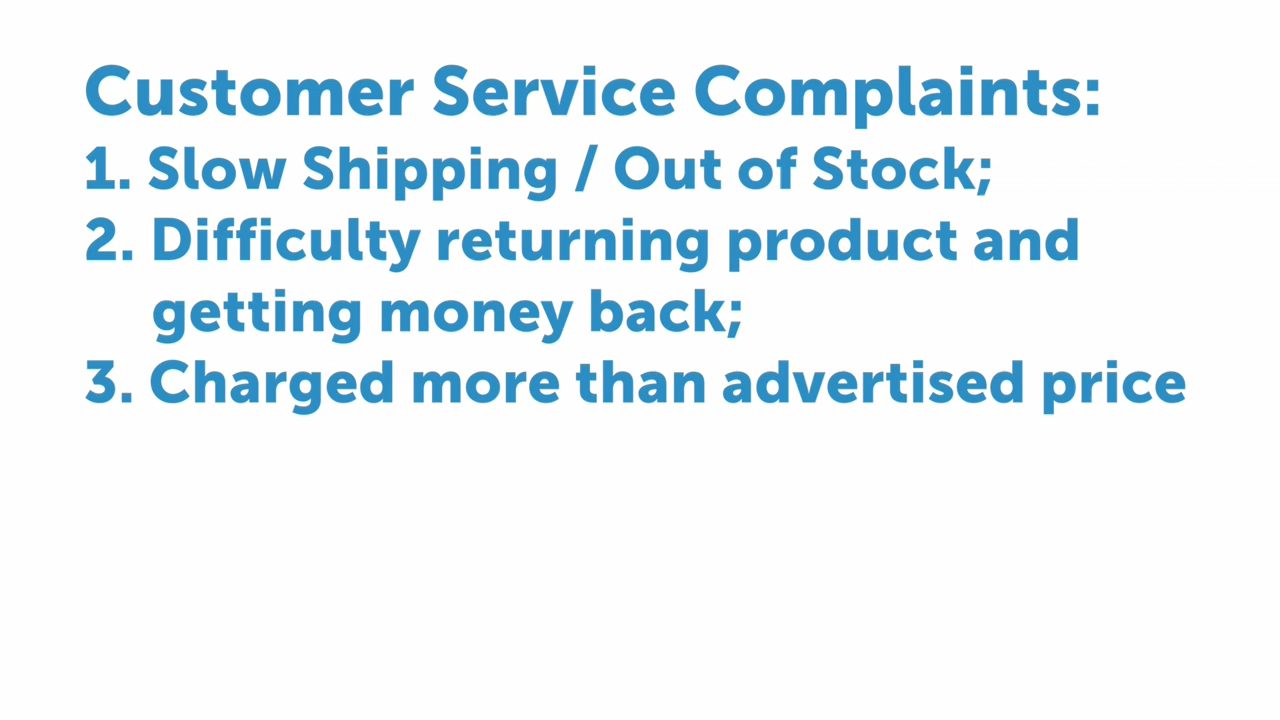 Customer Service Complaints:
1. Slow Shipping / Out of Stock;
2. Difficulty returning product and
getting money back;
3. Charged more than advertised price